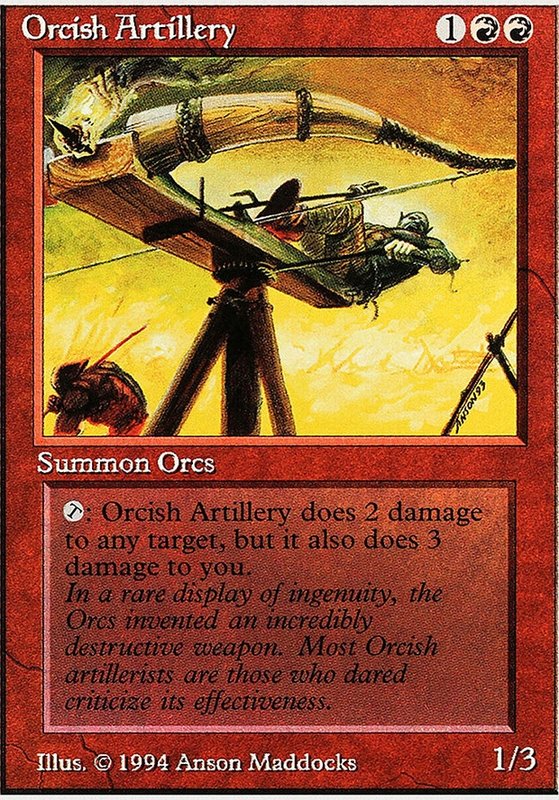 Orcish Artillery 1
Summon Orcs
T: Orcish Artillery does 2 damage
to any target, but it also does 3
damage to you.
In a rare display of ingenuity, the
Orcs invented an incredibly
destructive weapon. Most Orcish
artillerists are those who dared
criticize its effectiveness.
Illus. © 1994 Anson Maddocks 1/3
ANSON93